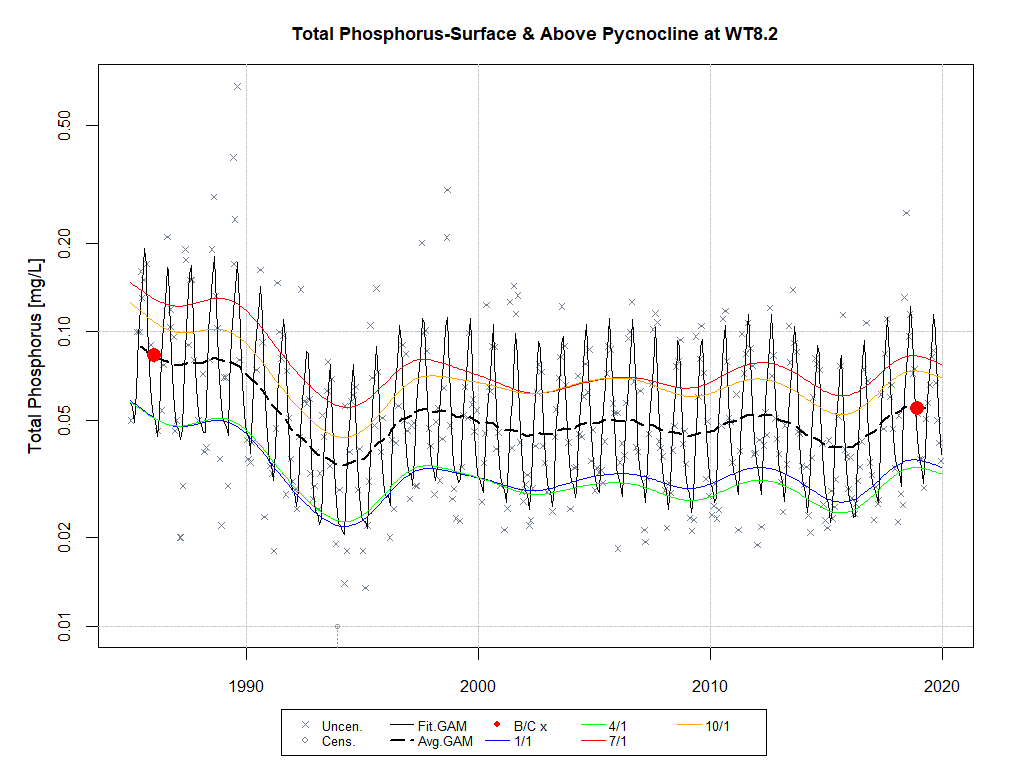 Total Phosphorus-Surface & Above Pycnocline at WT8.2
Total Phosphorus [mg/L]
0.50
0.20
0.10
0.05
0.02
0.01
1990 2000 2010 2020
Uncen. Fit.GAM B/C x 4/1 10/1
Cens. Avg.GAM 1/1 7/1